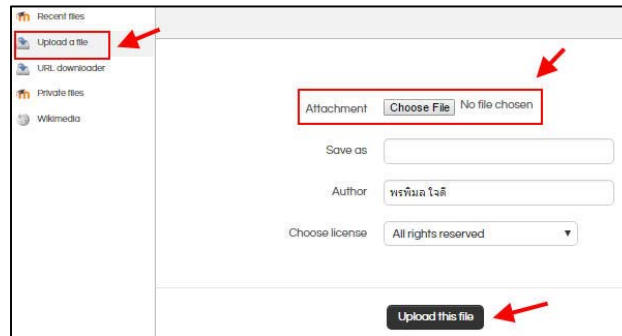 Recent files
Upload a file
URL downloader
Private files
Wikimedia
Attachment Choose File No file chosen
Save as
Author พรพิมล ใจดี
Choose license All rights reserved
Upload this file